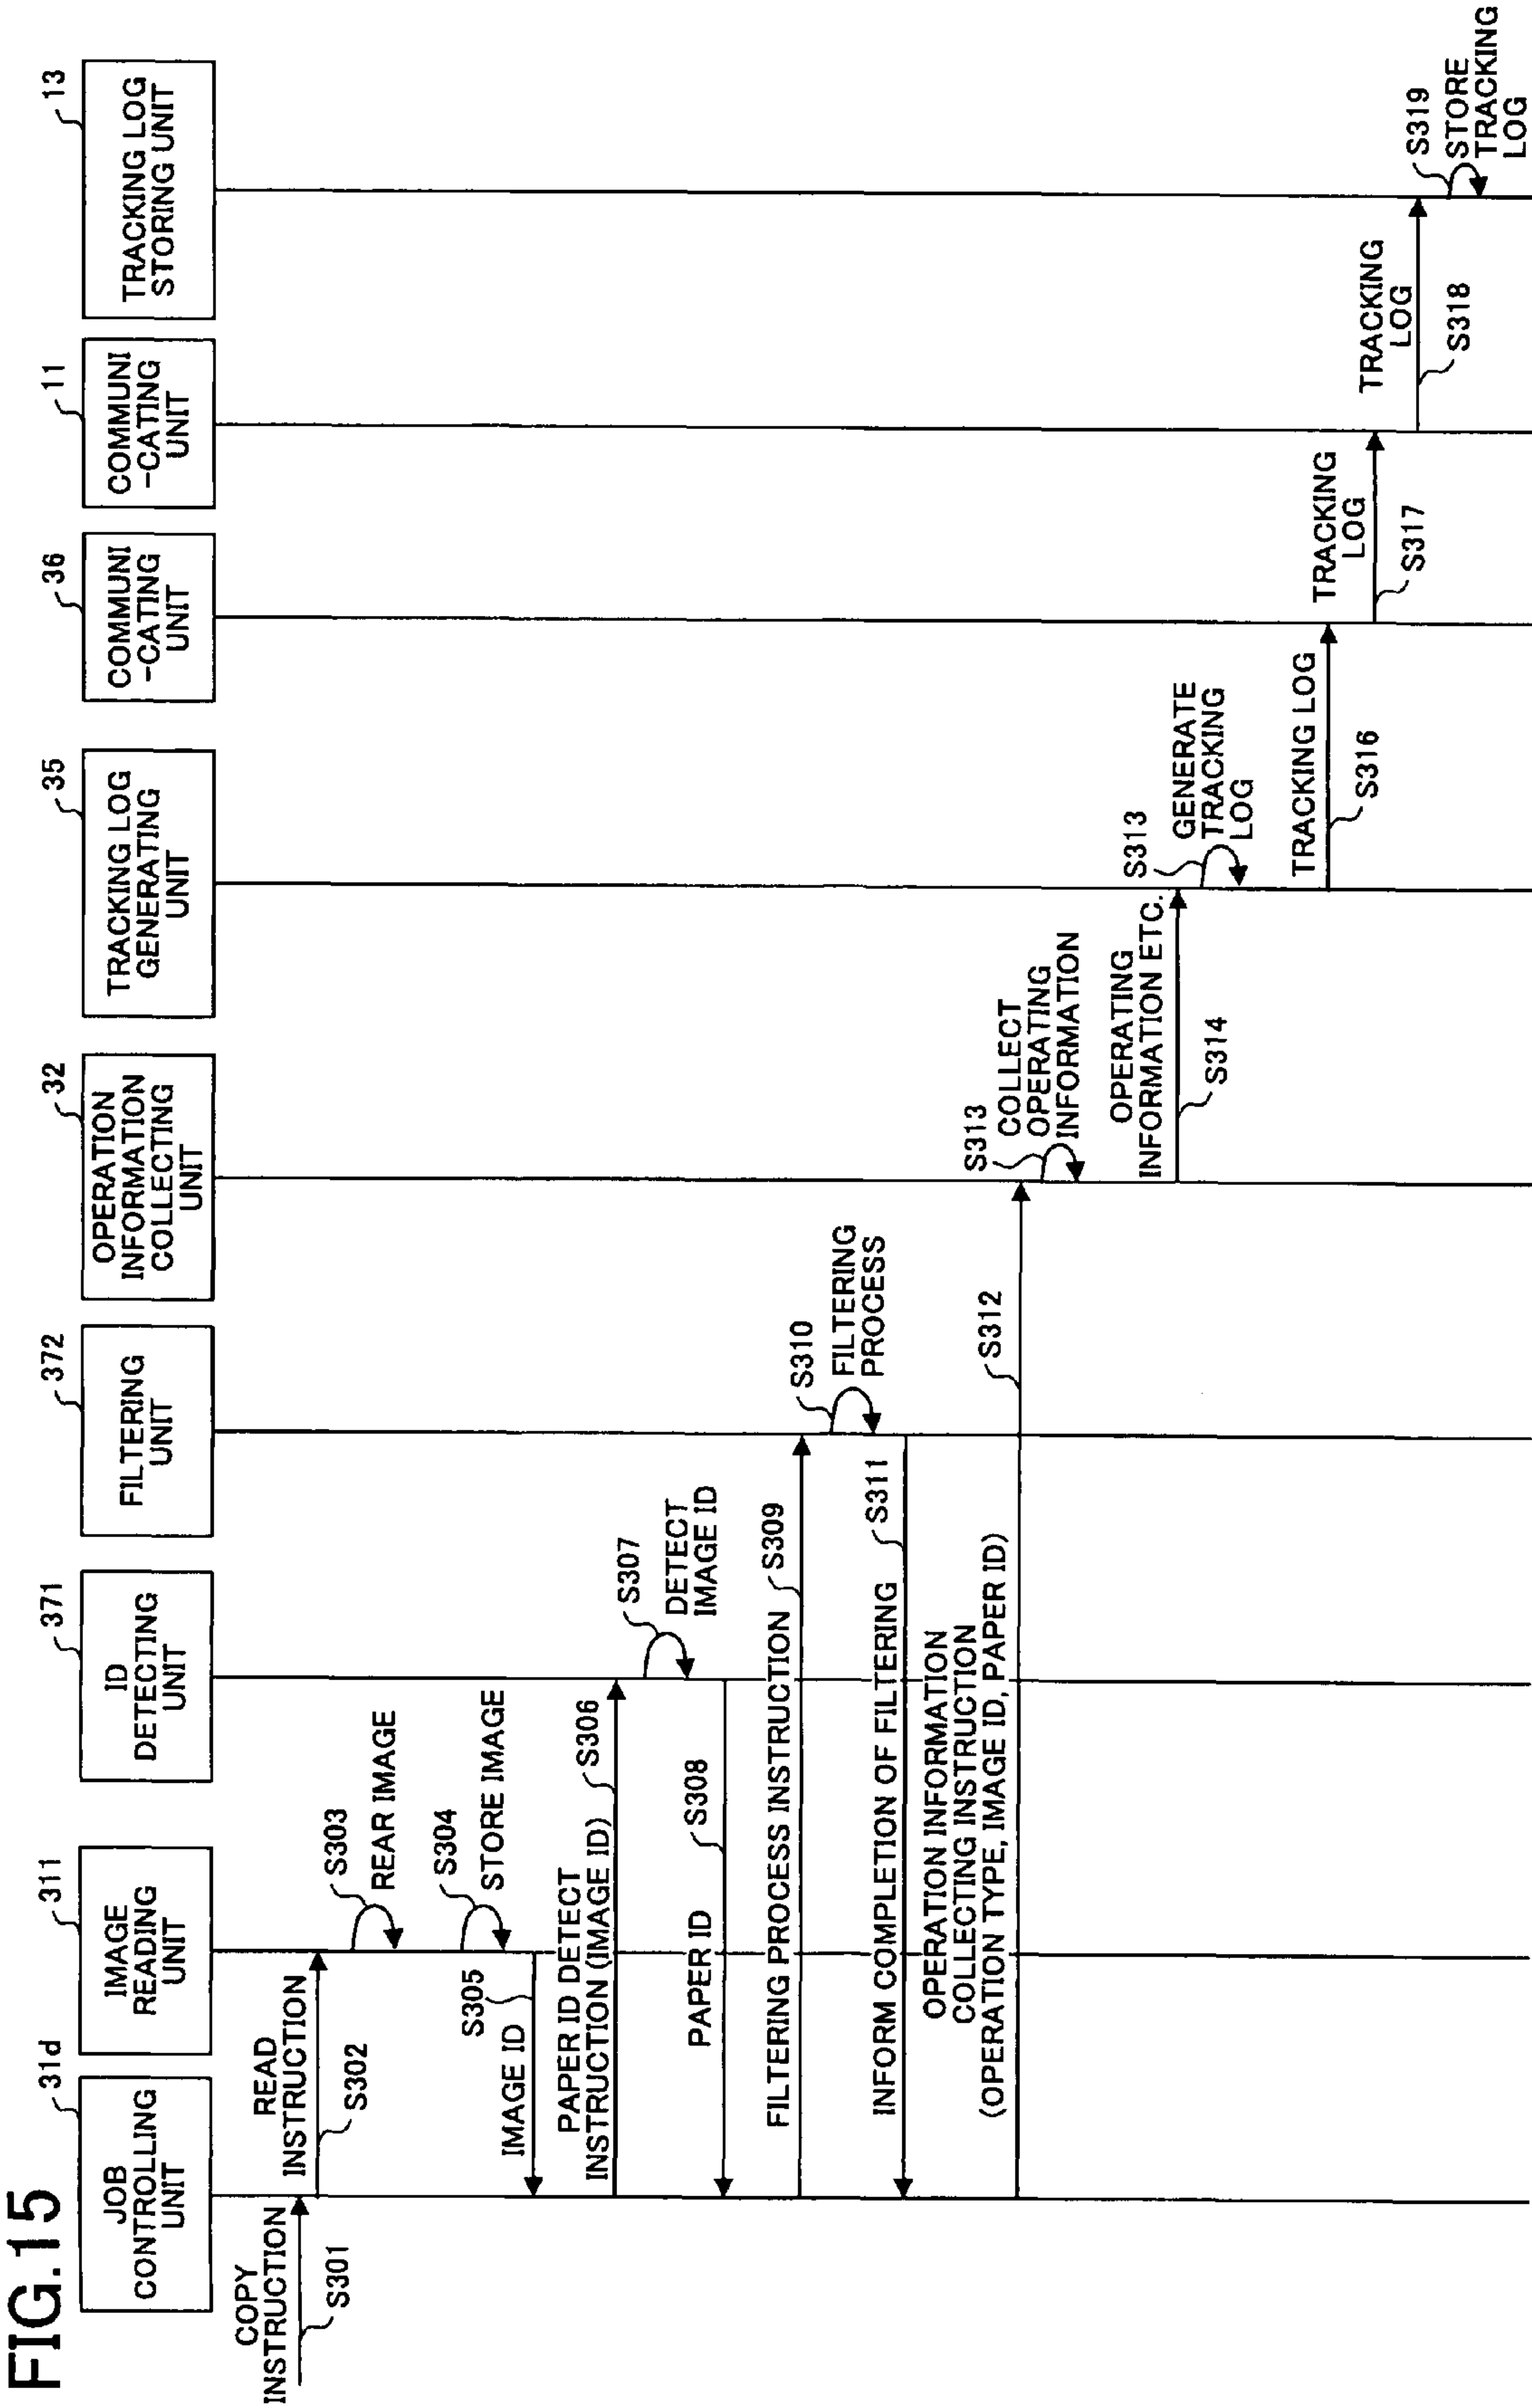 FIG.15
31d
JOB
CONTROLLING
UNIT
311
IMAGE
READING
UNIT
371
ID
DETECTING
UNIT
372
FILTERING
UNIT
32
OPERATION
INFORMATION
COLLECTING
UNIT
35
TRACKING LOG
GENERATING
UNIT
36
COMMUNI
-CATING
UNIT
11
COMMUNI
-CATING
UNIT
13
TRACKING LOG
STORING UNIT
COPY
INSTRUCTION
S301
READ
INSTRUCTION
S302
S303
REAR IMAGE
S304
STORE IMAGE
S305
IMAGE ID
PAPER ID DETECT
INSTRUCTION (IMAGE ID)
S306
S307
DETECT
IMAGE ID
PAPER ID
S308
FILTERING PROCESS INSTRUCTION
S309
S310
FILTERING
PROCESS
INFORM COMPLETION OF FILTERING
S311
OPERATION INFORMATION
COLLECTING INSTRUCTION
(OPERATION TYPE, IMAGE ID, PAPER ID)
S312
S313
COLLECT
OPERATING
INFORMATION
OPERATING
INFORMATION ETC.
S314
S313
GENERATE
TRACKING
LOG
TRACKING LOG
S316
TRACKING
LOG
S317
TRACKING
LOG
S318
S319
STORE
TRACKING
LOG